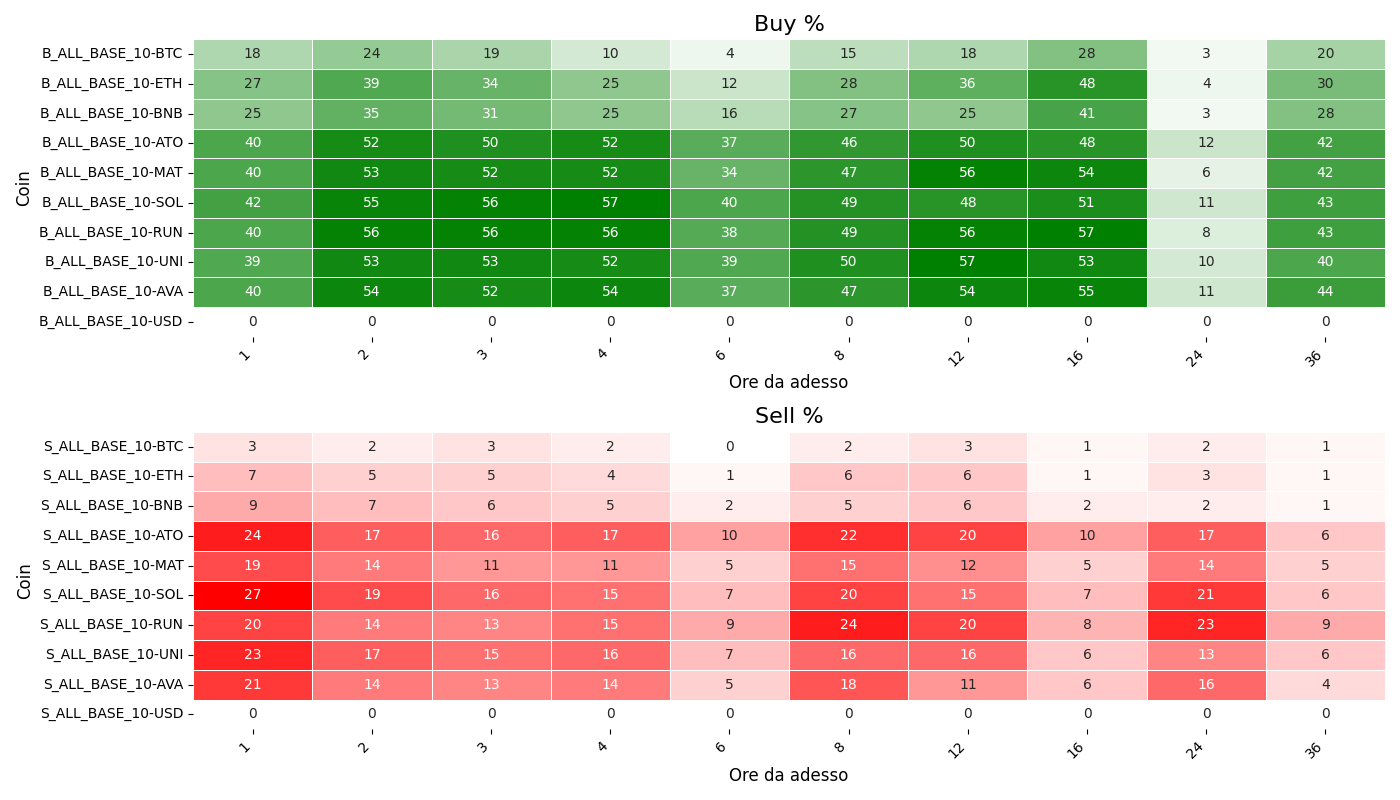 Buy %
Coin
B_ALL_BASE_10-BTC 18 24 19 10 4 15 18 28 3 20
B_ALL_BASE_10-ETH 27 39 34 25 12 28 36 48 4 30
B_ALL_BASE_10-BNB 25 35 31 25 16 27 25 41 3 28
B_ALL_BASE_10-ATO 40 52 50 52 37 46 50 48 12 42
B_ALL_BASE_10-MAT 40 53 52 52 34 47 56 54 6 42
B_ALL_BASE_10-SOL 42 55 56 57 40 49 48 51 11 43
B_ALL_BASE_10-RUN 40 56 56 56 38 49 56 57 8 43
B_ALL_BASE_10-UNI 39 53 53 52 39 50 57 53 10 40
B_ALL_BASE_10-AVA 40 54 52 54 37 47 54 55 11 44
B_ALL_BASE_10-USD 0 0 0 0 0 0 0 0 0 0
1 2 3 4 6 8 12 16 24 36
Ore da adesso
Sell %
Coin
S_ALL_BASE_10-BTC 3 2 3 2 0 2 3 1 2 1
S_ALL_BASE_10-ETH 7 5 5 4 1 6 6 1 3 1
S_ALL_BASE_10-BNB 9 7 6 5 2 5 6 2 2 1
S_ALL_BASE_10-ATO 24 17 16 17 10 22 20 10 17 6
S_ALL_BASE_10-MAT 19 14 11 11 5 15 12 5 14 5
S_ALL_BASE_10-SOL 27 19 16 15 7 20 15 7 21 6
S_ALL_BASE_10-RUN 20 14 13 15 9 24 20 8 23 9
S_ALL_BASE_10-UNI 23 17 15 16 7 16 16 6 13 6
S_ALL_BASE_10-AVA 21 14 13 14 5 18 11 6 16 4
S_ALL_BASE_10-USD 0 0 0 0 0 0 0 0 0 0
1 2 3 4 6 8 12 16 24 36
Ore da adesso